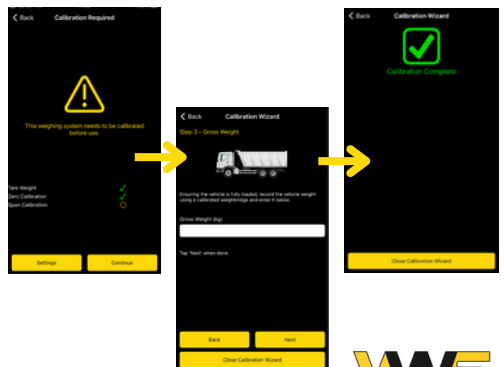 Back Calibration Required
This weighing system needs to be calibrated
before use.
Tare Weight
Zero Calibration
Span Calibration
Settings Continue
Back Calibration Wizard
Step 3 - Gross Weight
Ensuring the vehicle is fully loaded, record the vehicle weight
using a calibrated weighbridge and enter it below.
Gross Weight (kg)
Tap 'Next' when done.
Back Next
Close Calibration Wizard
Back Calibration Wizard
Calibration Complete
Close Calibration Wizard